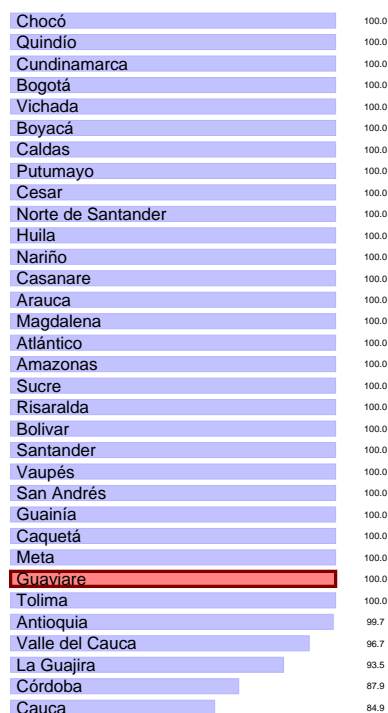 Chocó 100.0
Quindío 100.0
Cundinamarca 100.0
Bogotá 100.0
Vichada 100.0
Boyacá 100.0
Caldas 100.0
Putumayo 100.0
Cesar 100.0
Norte de Santander 100.0
Huila 100.0
Nariño 100.0
Casanare 100.0
Arauca 100.0
Magdalena 100.0
Atlántico 100.0
Amazonas 100.0
Sucre 100.0
Risaralda 100.0
Bolivar 100.0
Santander 100.0
Vaupés 100.0
San Andrés 100.0
Guainía 100.0
Caquetá 100.0
Meta 100.0
Guaviare 100.0
Tolima 100.0
Antioquia 99.7
Valle del Cauca 96.7
La Guajira 93.5
Córdoba 87.9
Cauca 84.9